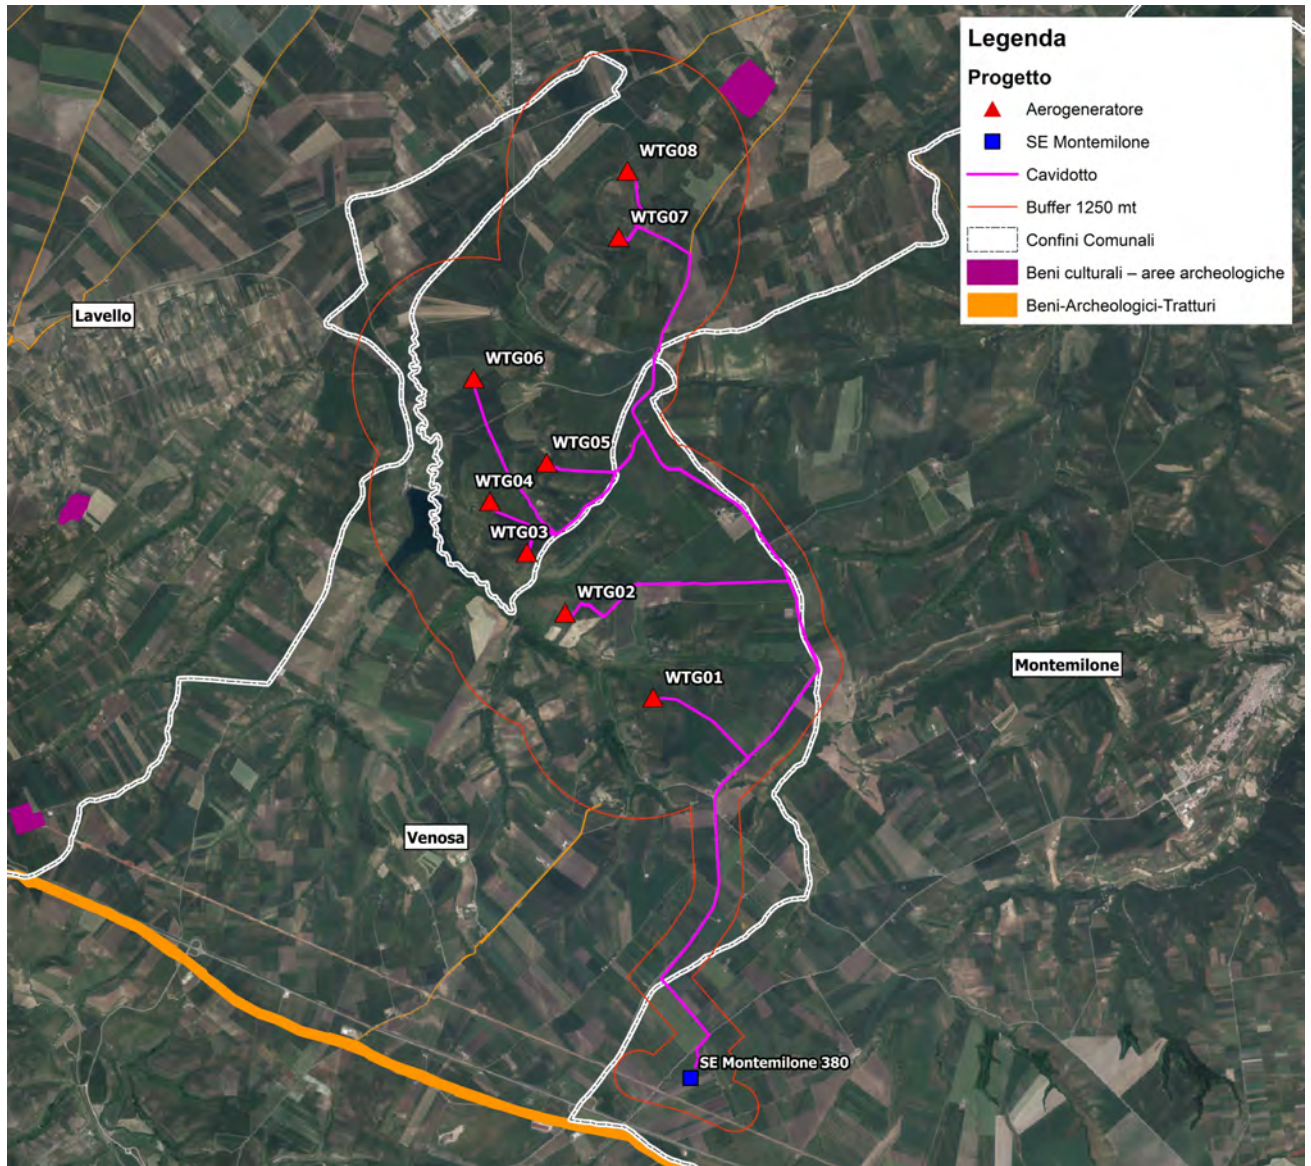 Legenda
Progetto
Aerogeneratore
SE Montemilone
Cavidotto
Buffer 1250 mt
Confini Comunali
Beni culturali – aree archeologiche
Beni-Archeologici-Tratturi
WTG08
WTG07
Lavello
WTG06
WTG05
WTG04
WTG03
WTG02
Montemilone
WTG01
Venosa
SE Montemilone 380